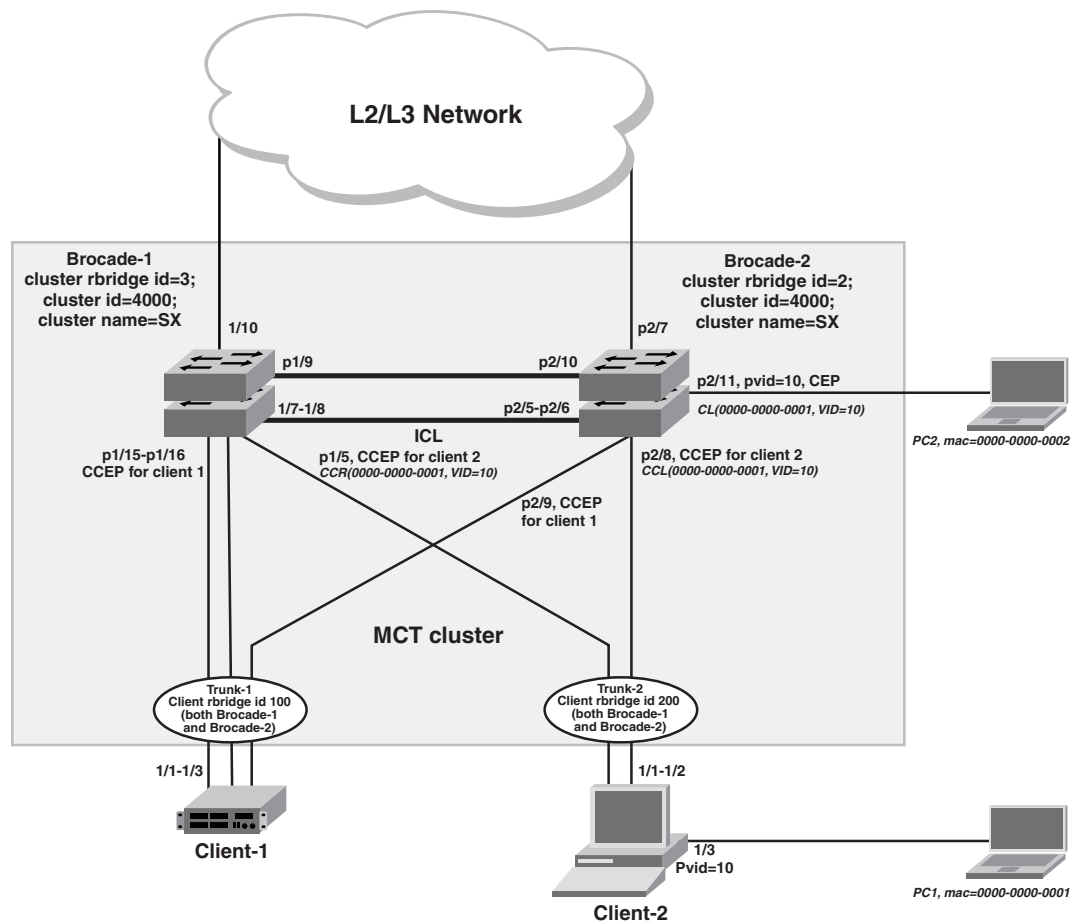 L2/L3 Network
Brocade-1
cluster rbridge id=3;
cluster id=4000;
cluster name=SX
Brocade-2
cluster rbridge id=2;
cluster id=4000;
cluster name=SX
1/10
p2/7
p1/9
p2/10
p2/11, pvid=10, CEP
CL(0000-0000-0001, VID=10)
PC2, mac=0000-0000-0002
1/7-1/8
p2/5-p2/6
ICL
p1/15-p1/16
CCEP for client 1
p1/5, CCEP for client 2
CCR(0000-0000-0001, VID=10)
p2/8, CCEP for client 2
CCL(0000-0000-0001, VID=10)
p2/9, CCEP
for client 1
MCT cluster
Trunk-1
Client rbridge id 100
(both Brocade-1
and Brocade-2)
Trunk-2
Client rbridge id 200
(both Brocade-1
and Brocade-2)
1/1-1/3
1/1-1/2
Client-1
1/3
Pvid=10
PC1, mac=0000-0000-0001
Client-2